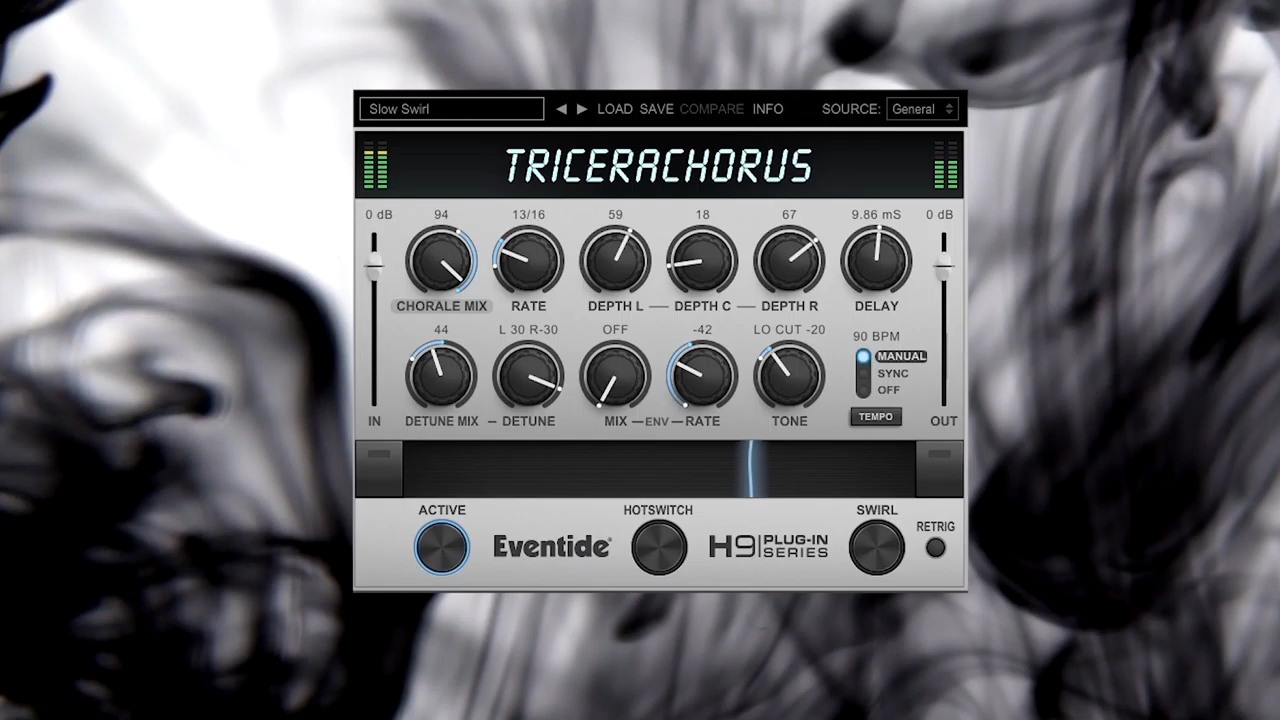 Slow Swirl LOAD SAVE COMPARE INFO SOURCE: General
TRICERACHORUS
0 dB 94 13/16 59 18 67 9.86 mS 0 dB
CHORALE MIX RATE DEPTH L DEPTH C DEPTH R DELAY
44 L 30 R-30 OFF -42 LO CUT -20 90 BPM
MANUAL
SYNC
OFF
TEMPO
IN DETUNE MIX DETUNE MIX ENV RATE TONE OUT
ACTIVE HOTSWITCH SWIRL
RETRIG
Eventide® H9 PLUG-IN SERIES